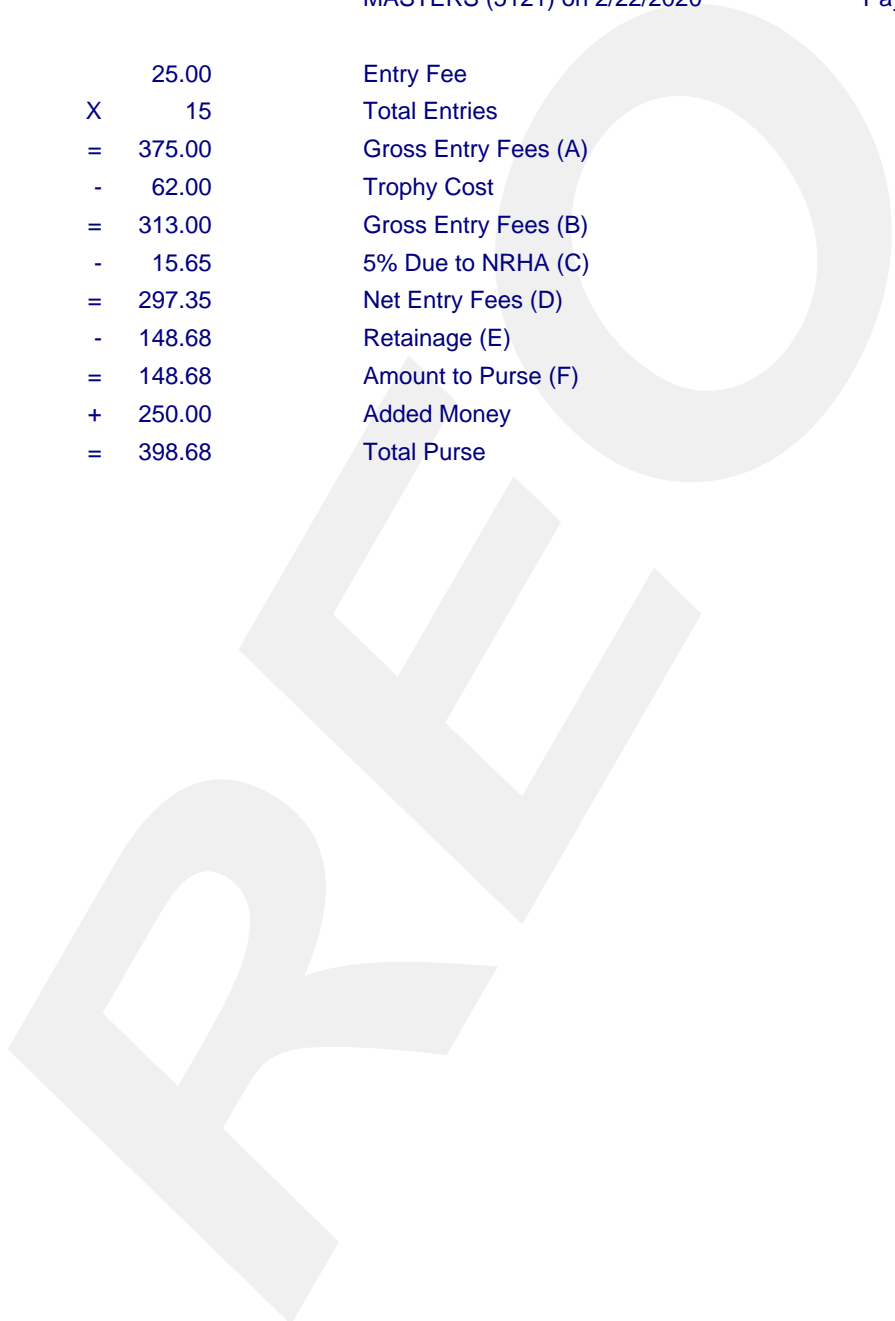 MASTERS (5121) on 2/22/2020
25.00 Entry Fee
X 15 Total Entries
= 375.00 Gross Entry Fees (A)
- 62.00 Trophy Cost
= 313.00 Gross Entry Fees (B)
- 15.65 5% Due to NRHA (C)
= 297.35 Net Entry Fees (D)
- 148.68 Retainage (E)
= 148.68 Amount to Purse (F)
+ 250.00 Added Money
= 398.68 Total Purse
REO